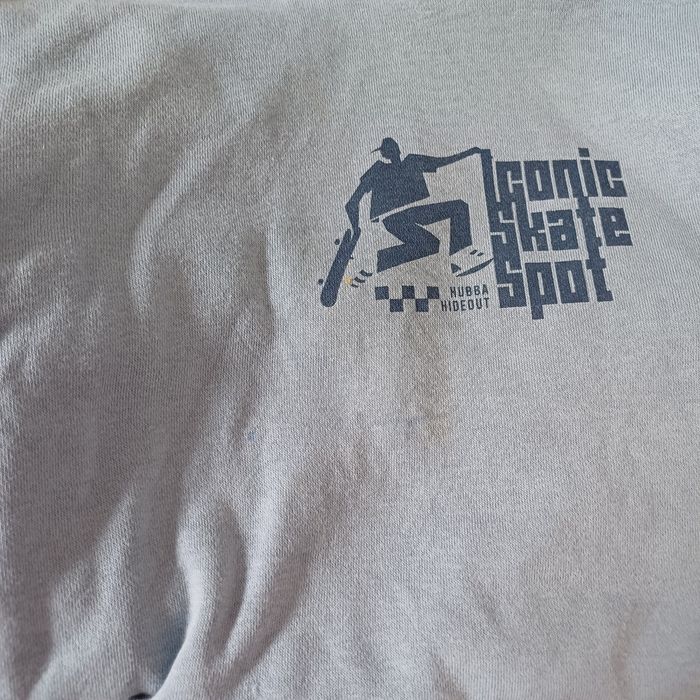 Iconic
Skate
Spot
HUBBA
HIDEOUT